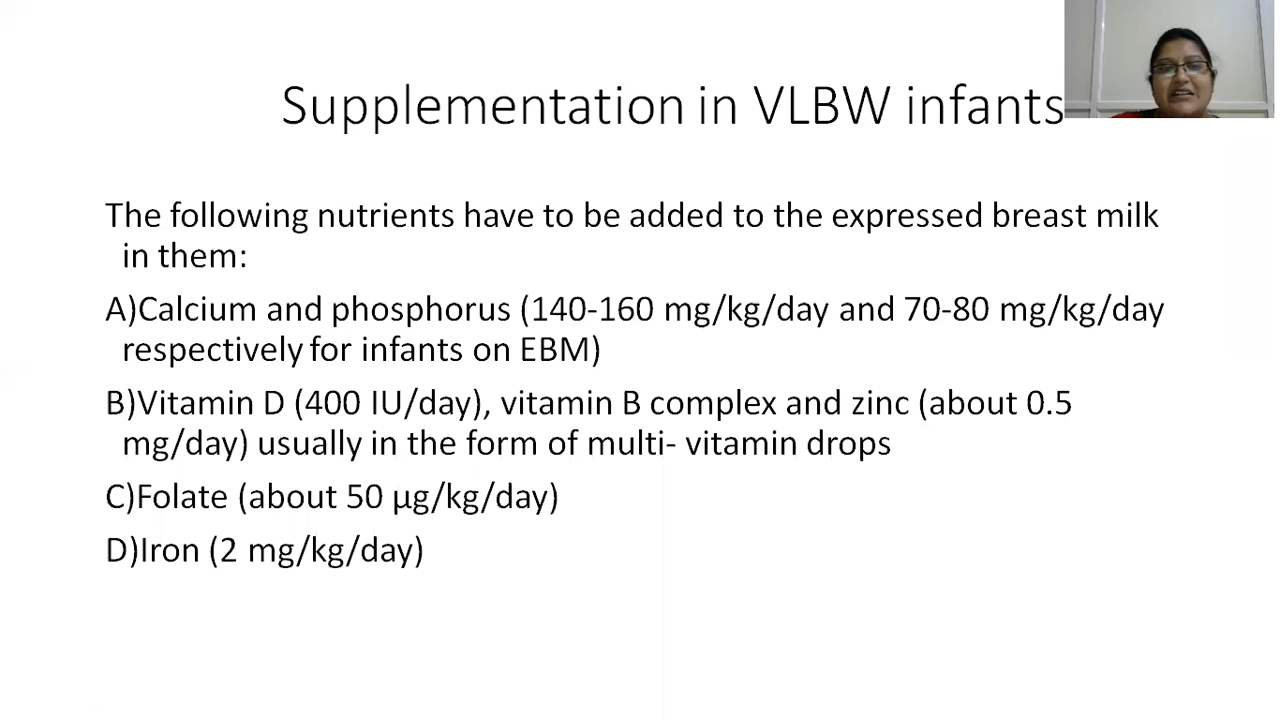 Supplementation in VLBW infants
The following nutrients have to be added to the expressed breast milk
in them:
A)Calcium and phosphorus (140-160 mg/kg/day and 70-80 mg/kg/day
respectively for infants on EBM)
B)Vitamin D (400 IU/day), vitamin B complex and zinc (about 0.5
mg/day) usually in the form of multi- vitamin drops
C)Folate (about 50 μg/kg/day)
D)Iron (2 mg/kg/day)